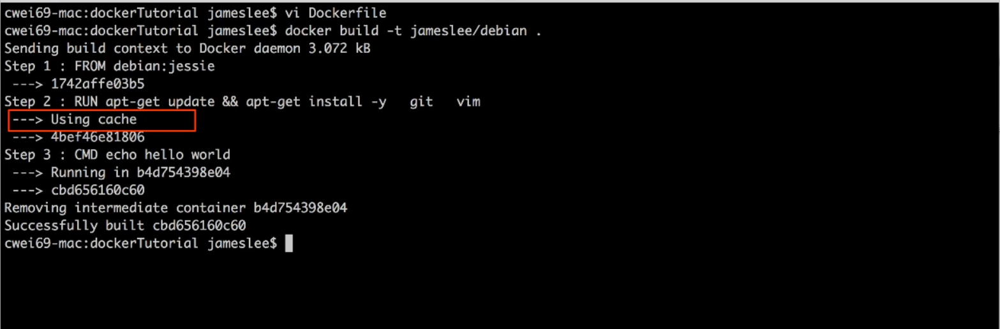 cwei69-mac:dockerTutorial jameslee$ vi Dockerfile
cwei69-mac:dockerTutorial jameslee$ docker build -t jameslee/debian .
Sending build context to Docker daemon 3.072 kB
Step 1 : FROM debian:jessie
 ---> 1742affe03b5
Step 2 : RUN apt-get update && apt-get install -y   git   vim
 ---> Using cache
 ---> 4bef46e81806
Step 3 : CMD echo hello world
 ---> Running in b4d754398e04
 ---> cbd656160c60
Removing intermediate container b4d754398e04
Successfully built cbd656160c60
cwei69-mac:dockerTutorial jameslee$